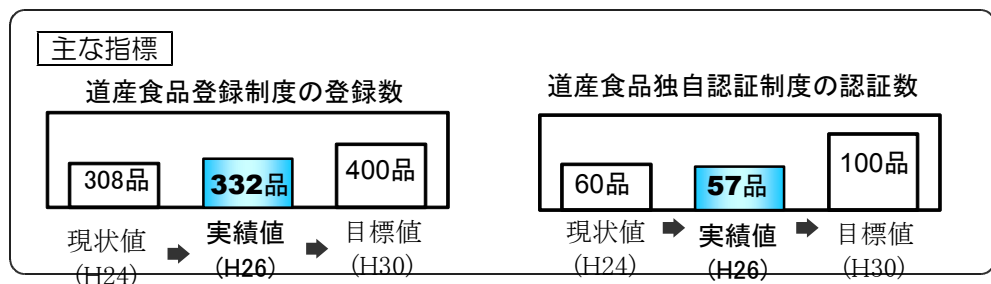 主な指標
道産食品登録制度の登録数
308品
332品
400品
現状値
(H24)
実績値
(H26)
目標値
(H30)
道産食品独自認証制度の認証数
60品
57品
100品
現状値
(H24)
実績値
(H26)
目標値
(H30)